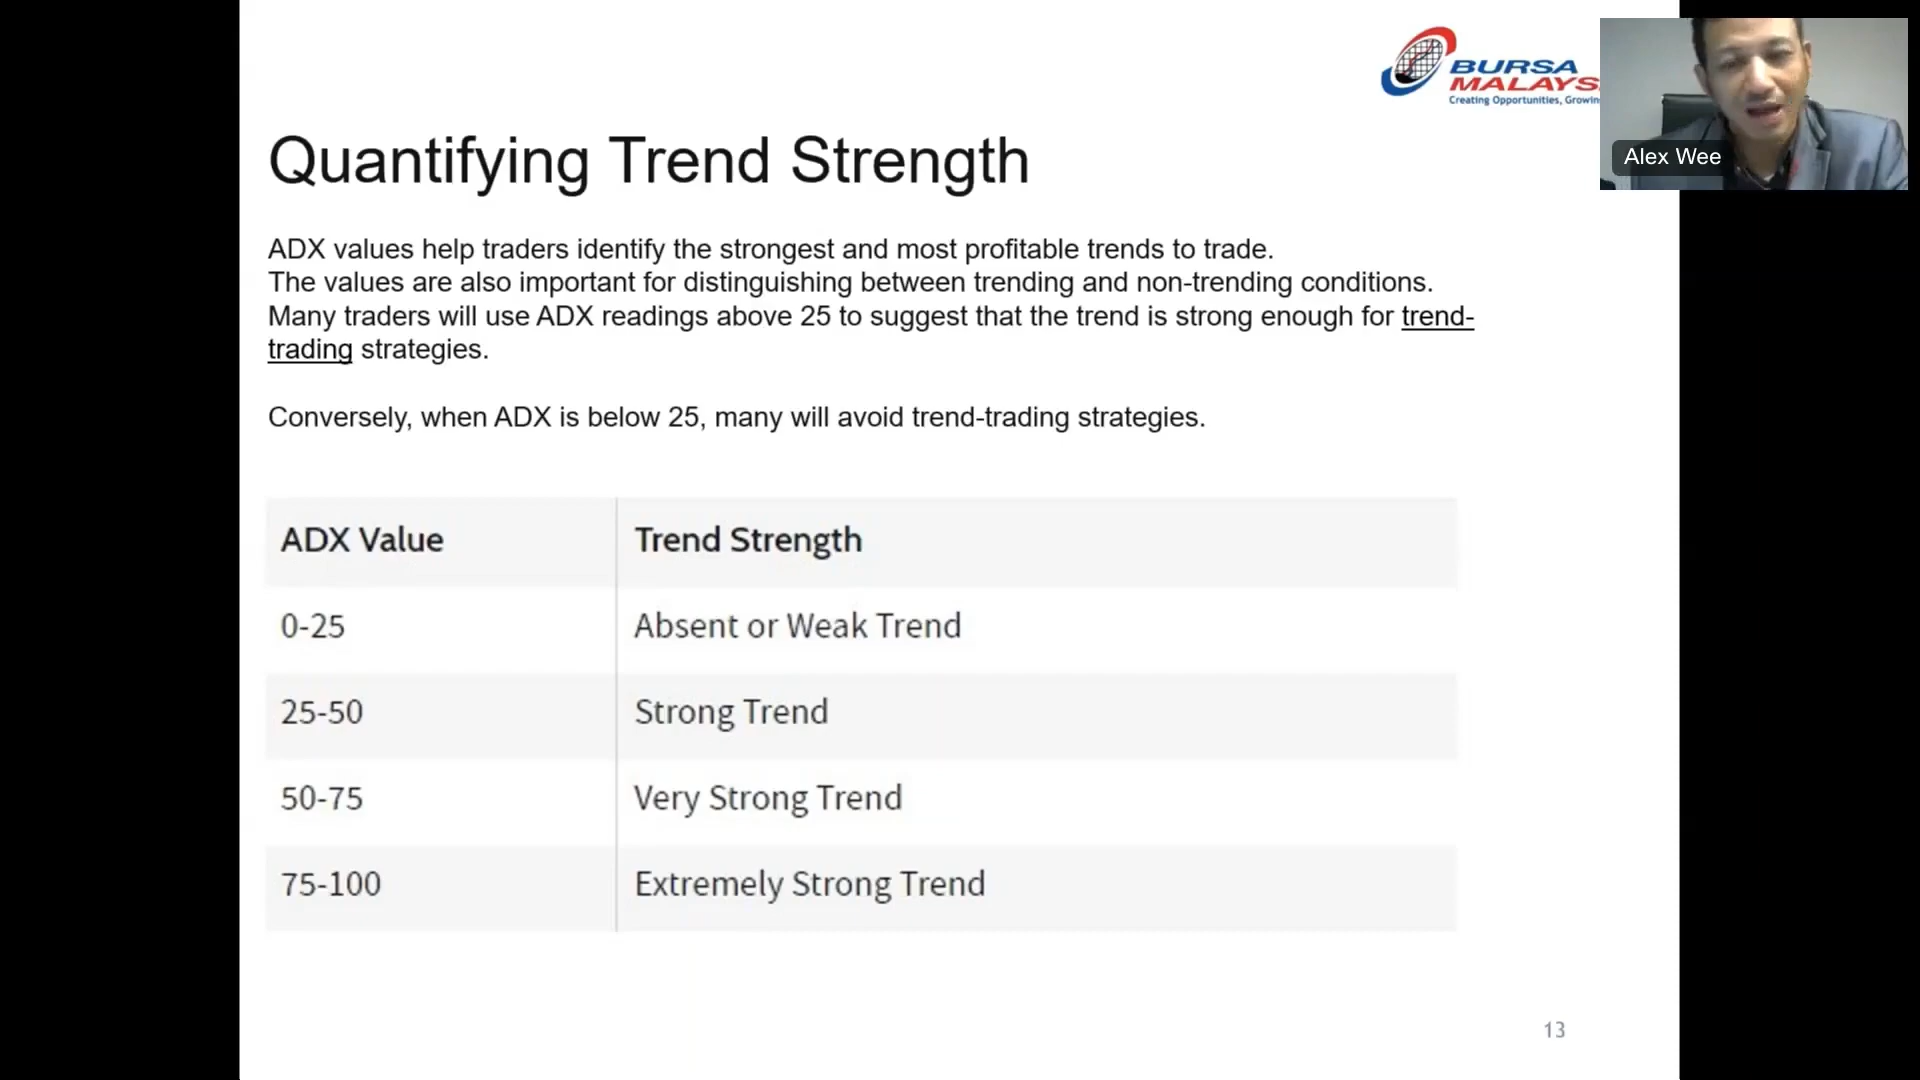 BURSA
MALAYS
Creating Opportunities, Growin
Alex Wee
Quantifying Trend Strength
ADX values help traders identify the strongest and most profitable trends to trade.
The values are also important for distinguishing between trending and non-trending conditions.
Many traders will use ADX readings above 25 to suggest that the trend is strong enough for trend-
trading strategies.
Conversely, when ADX is below 25, many will avoid trend-trading strategies.
ADX Value Trend Strength
0-25 Absent or Weak Trend
25-50 Strong Trend
50-75 Very Strong Trend
75-100 Extremely Strong Trend
13